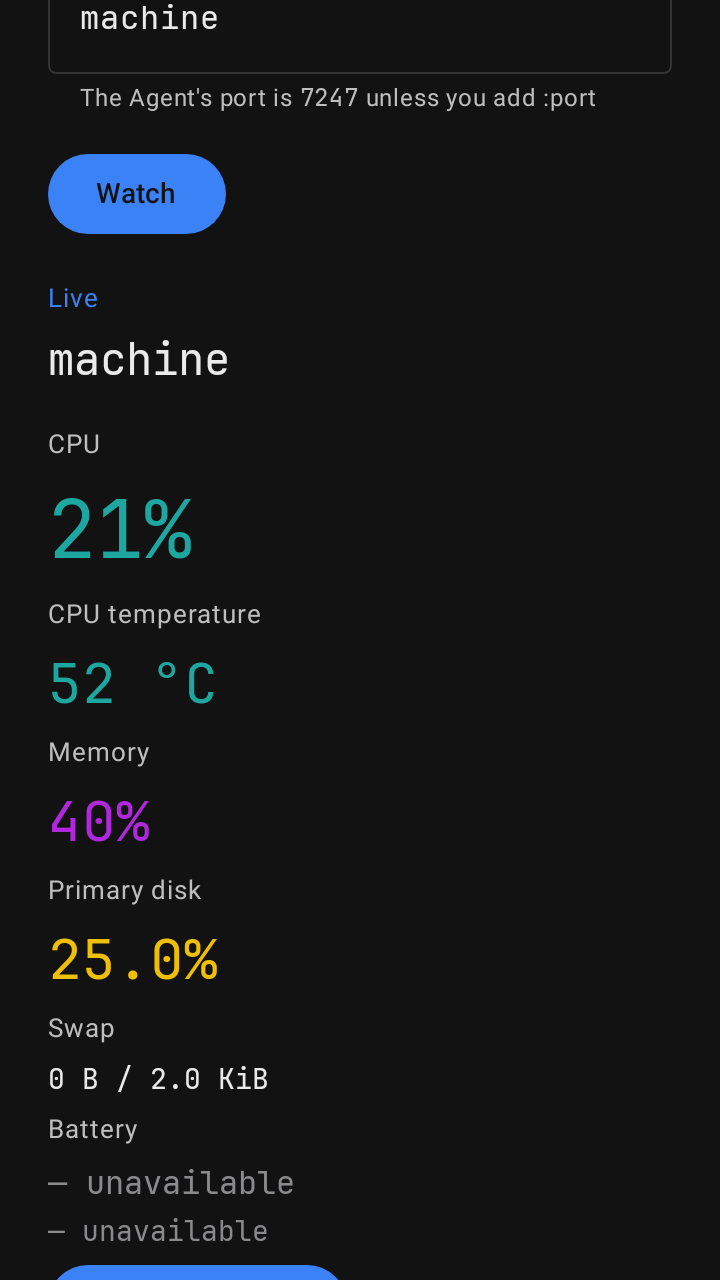 machine
The Agent's port is 7247 unless you add :port
Watch
Live
machine
CPU
21%
CPU temperature
52 °C
Memory
40%
Primary disk
25.0%
Swap
0 B / 2.0 KiB
Battery
— unavailable
— unavailable